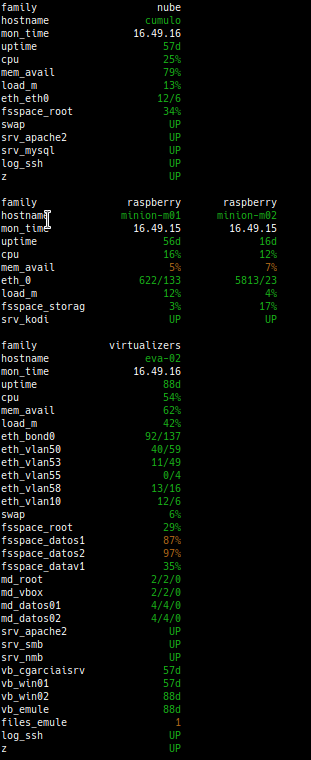 family nube
hostname cumulo
mon_time 16.49.16
uptime 57d
cpu 25%
mem_avail 79%
load_m 13%
eth_eth0 12/6
fsspace_root 34%
swap UP
srv_apache2 UP
srv_mysql UP
log_ssh UP
z UP
family raspberry raspberry
hostname minion-m01 minion-m02
mon_time 16.49.15 16.49.15
uptime 56d 16d
cpu 16% 12%
mem_avail 5% 7%
eth_0 622/133 5813/23
load_m 12% 4%
fsspace_storag 3% 17%
srv_kodi UP UP
family virtualizers
hostname eva-02
mon_time 16.49.16
uptime 88d
cpu 54%
mem_avail 62%
load_m 42%
eth_bond0 92/137
eth_vlan50 40/59
eth_vlan53 11/49
eth_vlan55 0/4
eth_vlan58 13/16
eth_vlan10 12/6
swap 6%
fsspace_root 29%
fsspace_datos1 87%
fsspace_datos2 97%
fsspace_datav1 35%
md_root 2/2/0
md_vbox 2/2/0
md_datos01 4/4/0
md_datos02 4/4/0
srv_apache2 UP
srv_smb UP
srv_nmb UP
vb_cgarciaisrv 57d
vb_win01 57d
vb_win02 88d
vb_emule 88d
files_emule 1
log_ssh UP
z UP